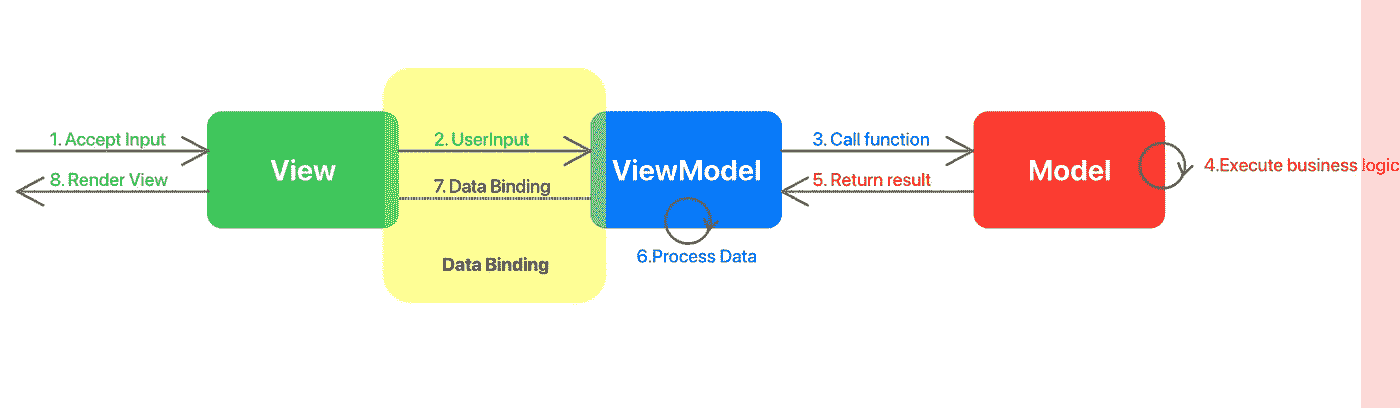 1. Accept Input
8. Render View
View
2. UserInput
7. Data Binding
Data Binding
ViewModel
6.Process Data
3. Call function
5. Return result
Model
4.Execute business logic